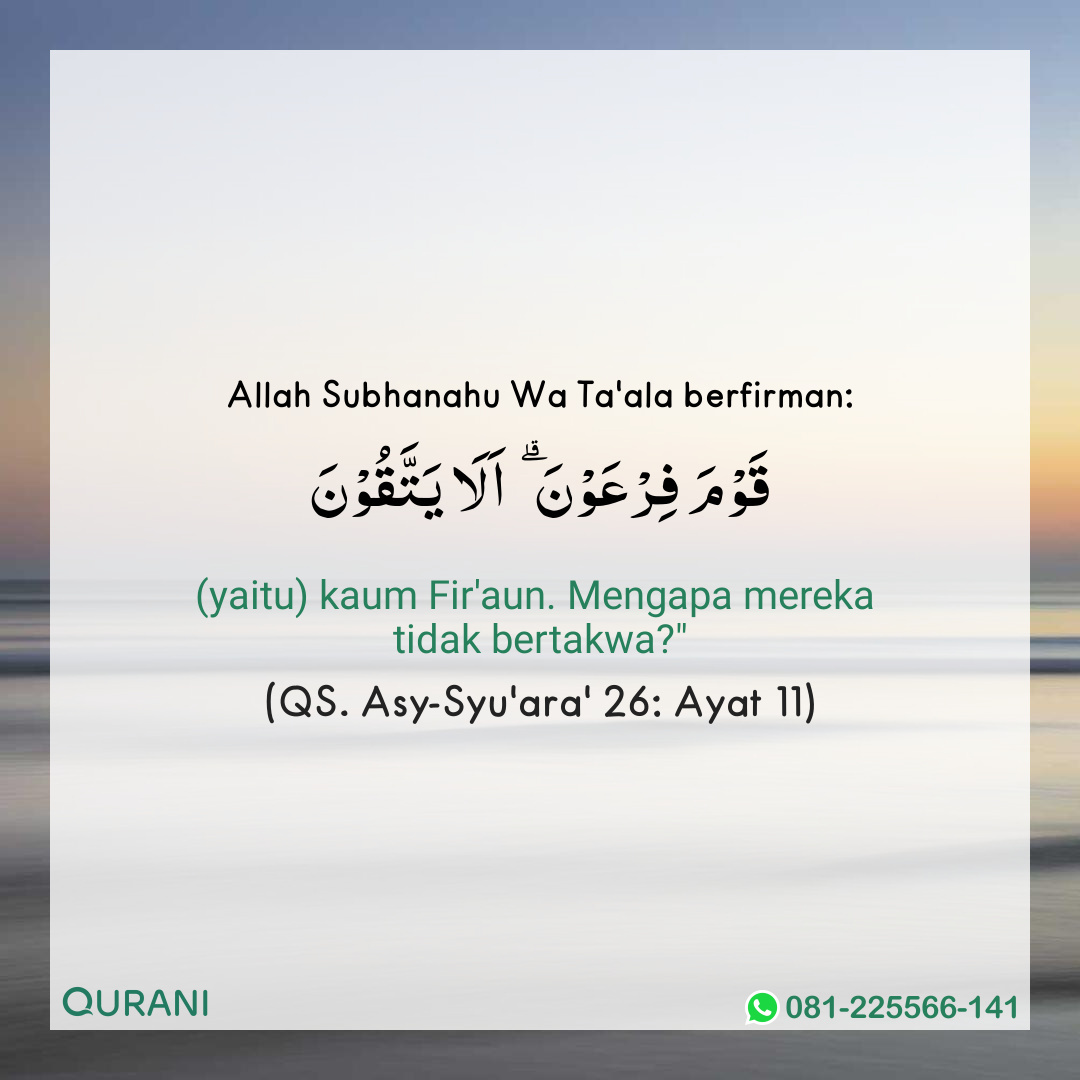 Allah Subhanahu Wa Ta'ala berfirman:
قَوْمَ فِرْعَوْنَ ۗ اَلَا يَتَّقُوْنَ
(yaitu) kaum Fir'aun. Mengapa mereka
tidak bertakwa?"
(QS. Asy-Syu'ara' 26: Ayat 11)
QURANI
081-225566-141